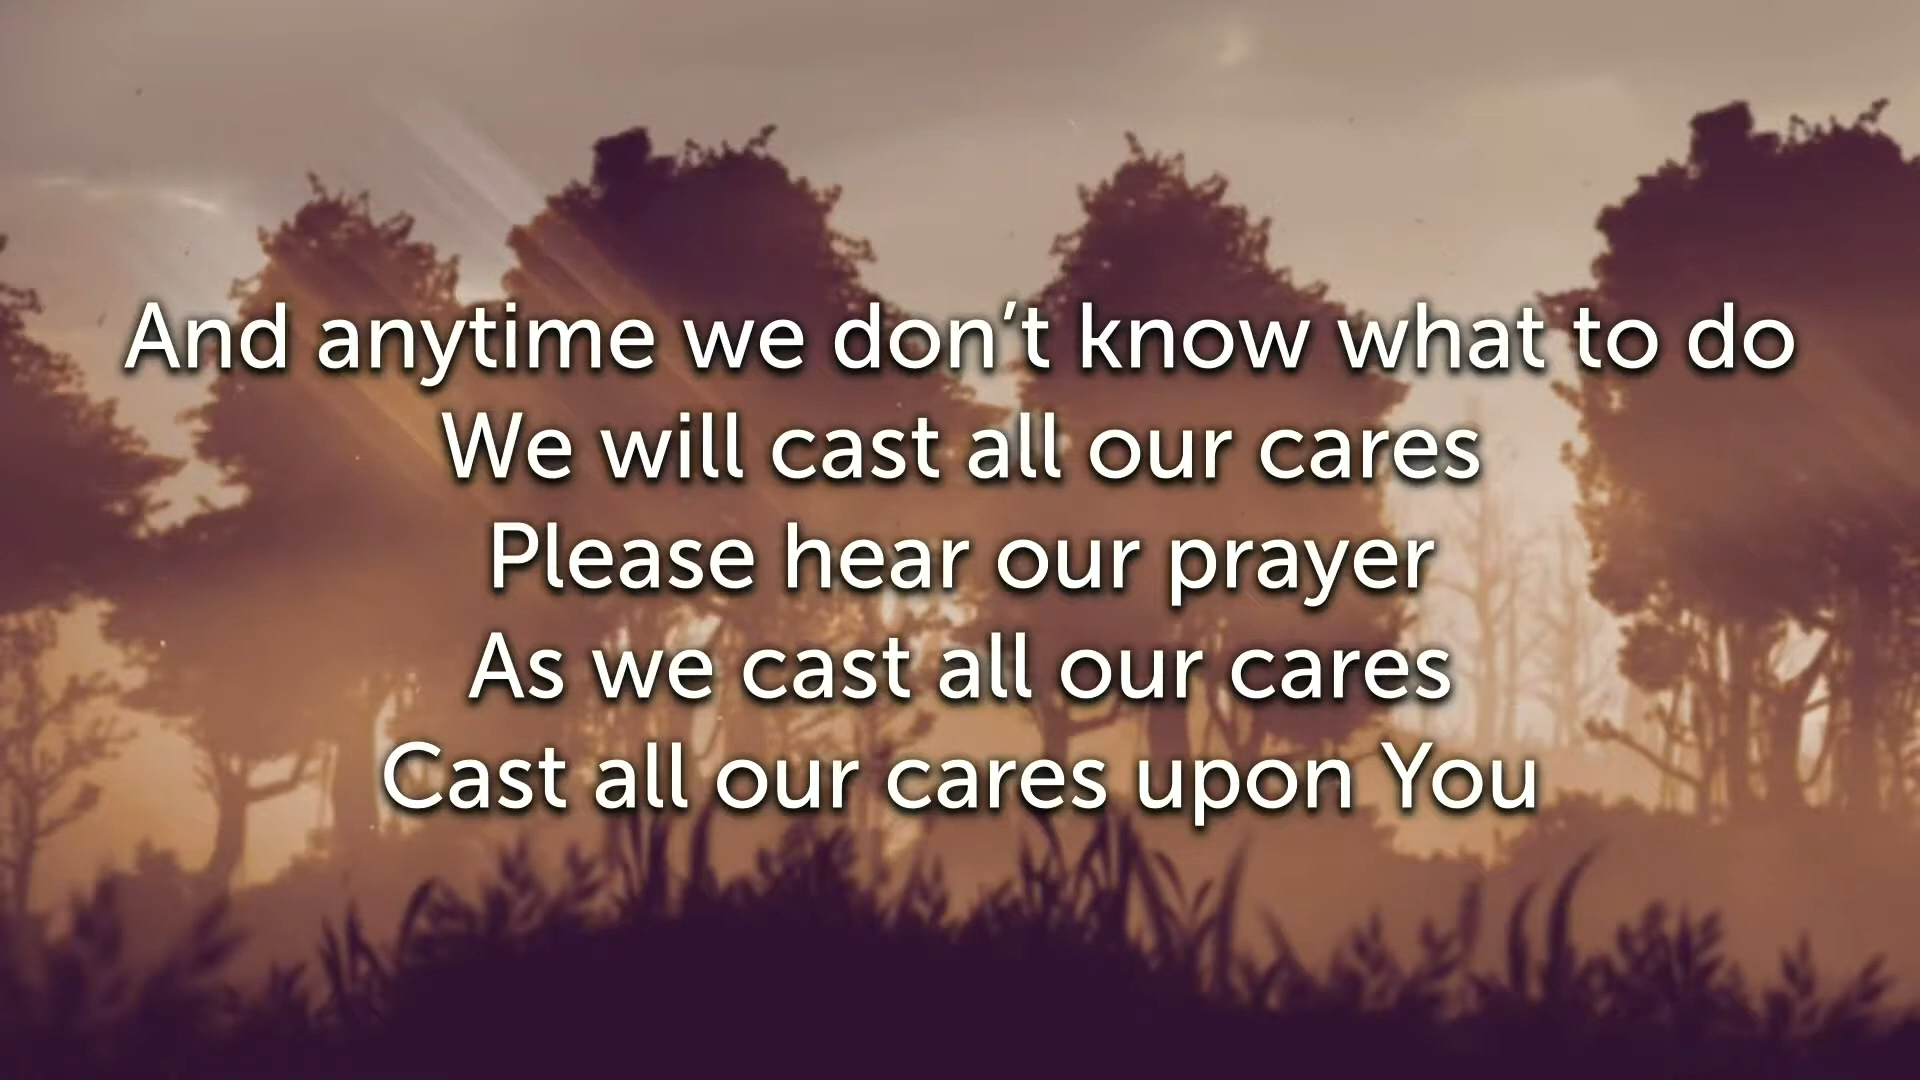 And anytime we don’t know what to do
We will cast all our cares
Please hear our prayer
As we cast all our cares
Cast all our cares upon You